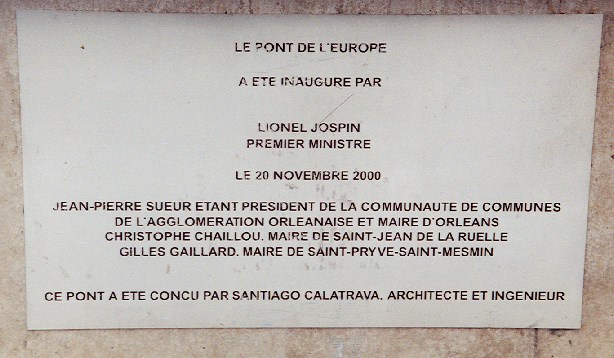 LE PONT DE L'EUROPE
A ETE INAUGURE PAR
LIONEL JOSPIN
PREMIER MINISTRE
LE 20 NOVEMBRE 2000
JEAN-PIERRE SUEUR ETANT PRESIDENT DE LA COMMUNAUTE DE COMMUNES
DE L'AGGLOMERATION ORLEANAISE ET MAIRE D'ORLEANS
CHRISTOPHE CHAILLOU. MAIRE DE SAINT-JEAN DE LA RUELLE
GILLES GAILLARD. MAIRE DE SAINT-PRYVE-SAINT-MESMIN
CE PONT A ETE CONCU PAR SANTIAGO CALATRAVA. ARCHITECTE ET INGENIEUR